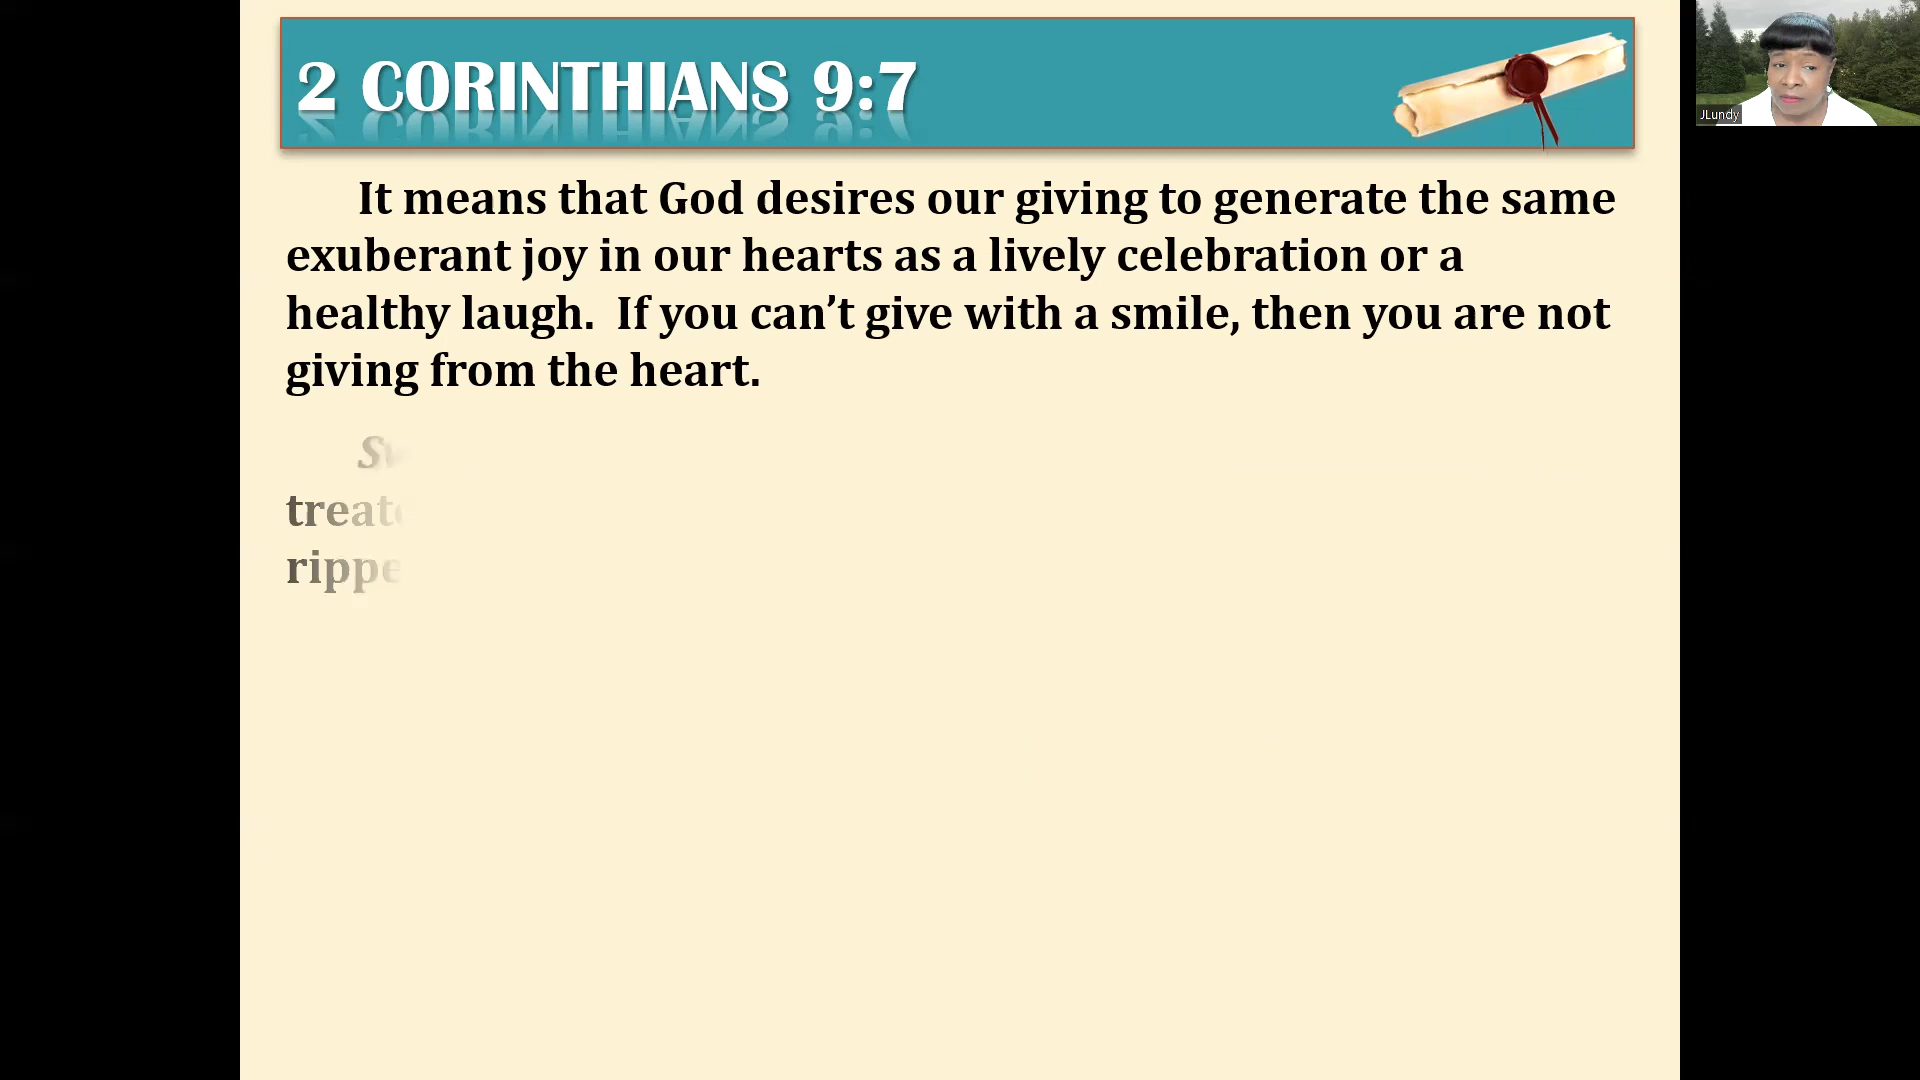 2 CORINTHIANS 9:7
JLundy
It means that God desires our giving to generate the same
exuberant joy in our hearts as a lively celebration or a
healthy laugh.  If you can’t give with a smile, then you are not
giving from the heart.